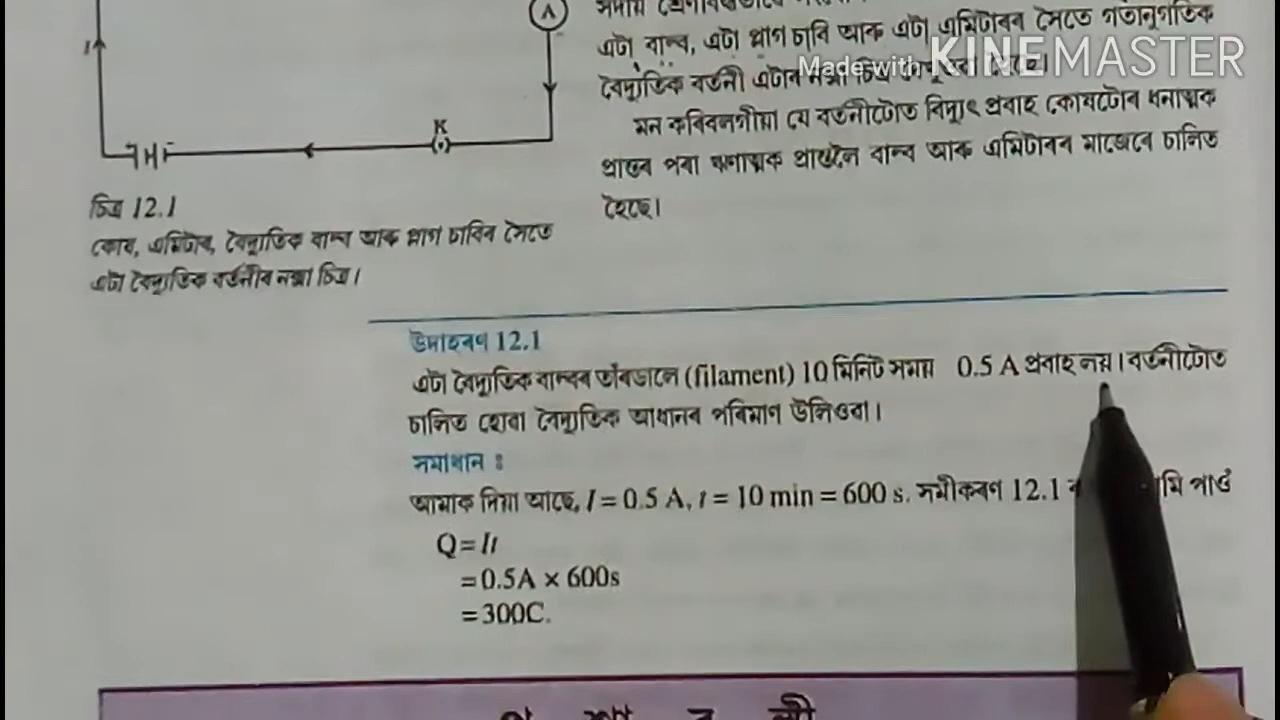 A
I
K
চিত্ৰ 12.1
কোষ, এমিটাৰ, বৈদ্যুতিক বাল্ব আৰু প্লাগ চাবিৰ সৈতে
এটা বৈদ্যুতিক বৰ্তনীৰ নক্সা চিত্ৰ।
এটা বাল্ব, এটা প্লাগ চাবি আৰু এটা এমিটাৰৰ সৈতে গতানুগতিক
Made with KINEMASTER
বৈদ্যুতিক বৰ্তনী এটাৰ নক্সা চিত্ৰ হৈছে।
মন কৰিবলগীয়া যে বৰ্তনীটোত বিদ্যুৎ প্ৰবাহ কোষটোৰ ধনাত্মক
প্ৰান্তৰ পৰা ঋনাত্মক প্ৰান্তলৈ বাল্ব আৰু এমিটাৰৰ মাজেৰে চালিত
হৈছে।
উদাহৰণ 12.1
এটা বৈদ্যুতিক বাল্বৰ তাঁৰডালে (filament) 10 মিনিট সময় 0.5 A প্ৰবাহ লয়। বৰ্তনীটোত
চালিত হোৱা বৈদ্যুতিক আধানৰ পৰিমাণ উলিওৱা।
সমাধান ঃ
আমাক দিয়া আছে, I = 0.5 A, t = 10 min = 600 s. সমীকৰণ 12.1 ৰ পাওঁ
Q = It
= 0.5A × 600s
= 300C.